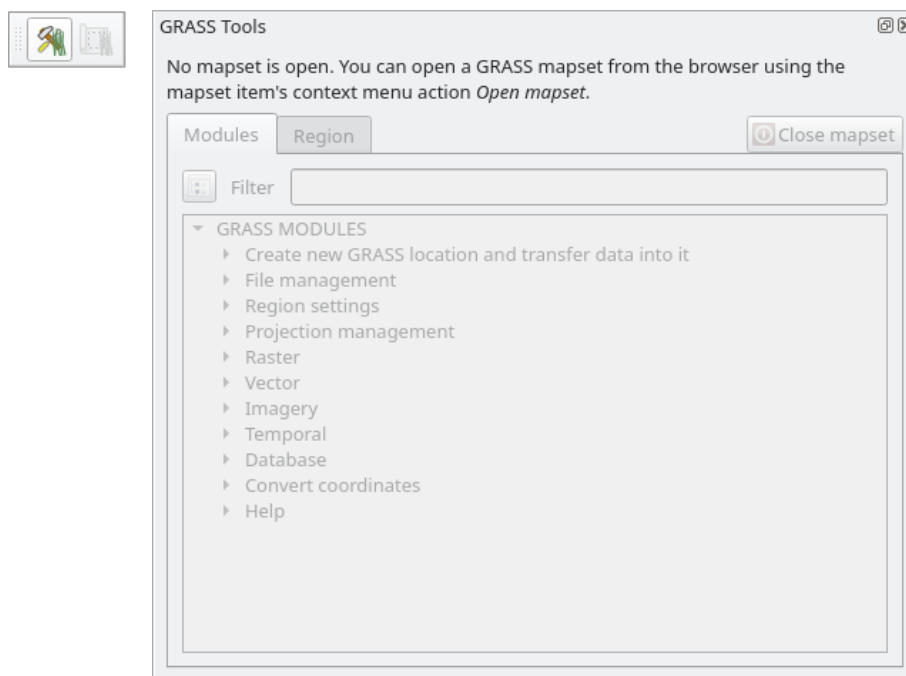 GRASS Tools
No mapset is open. You can open a GRASS mapset from the browser using the
mapset item's context menu action Open mapset.
Modules
Region
Close mapset
Filter
GRASS MODULES
Create new GRASS location and transfer data into it
File management
Region settings
Projection management
Raster
Vector
Imagery
Temporal
Database
Convert coordinates
Help